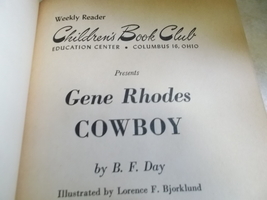 Weekly Reader
Children's Book Club
EDUCATION CENTER • COLUMBUS 16, OHIO
Presents
Gene Rhodes
COWBOY
by B. F. Day
Illustrated by Lorence F. Bjorklund